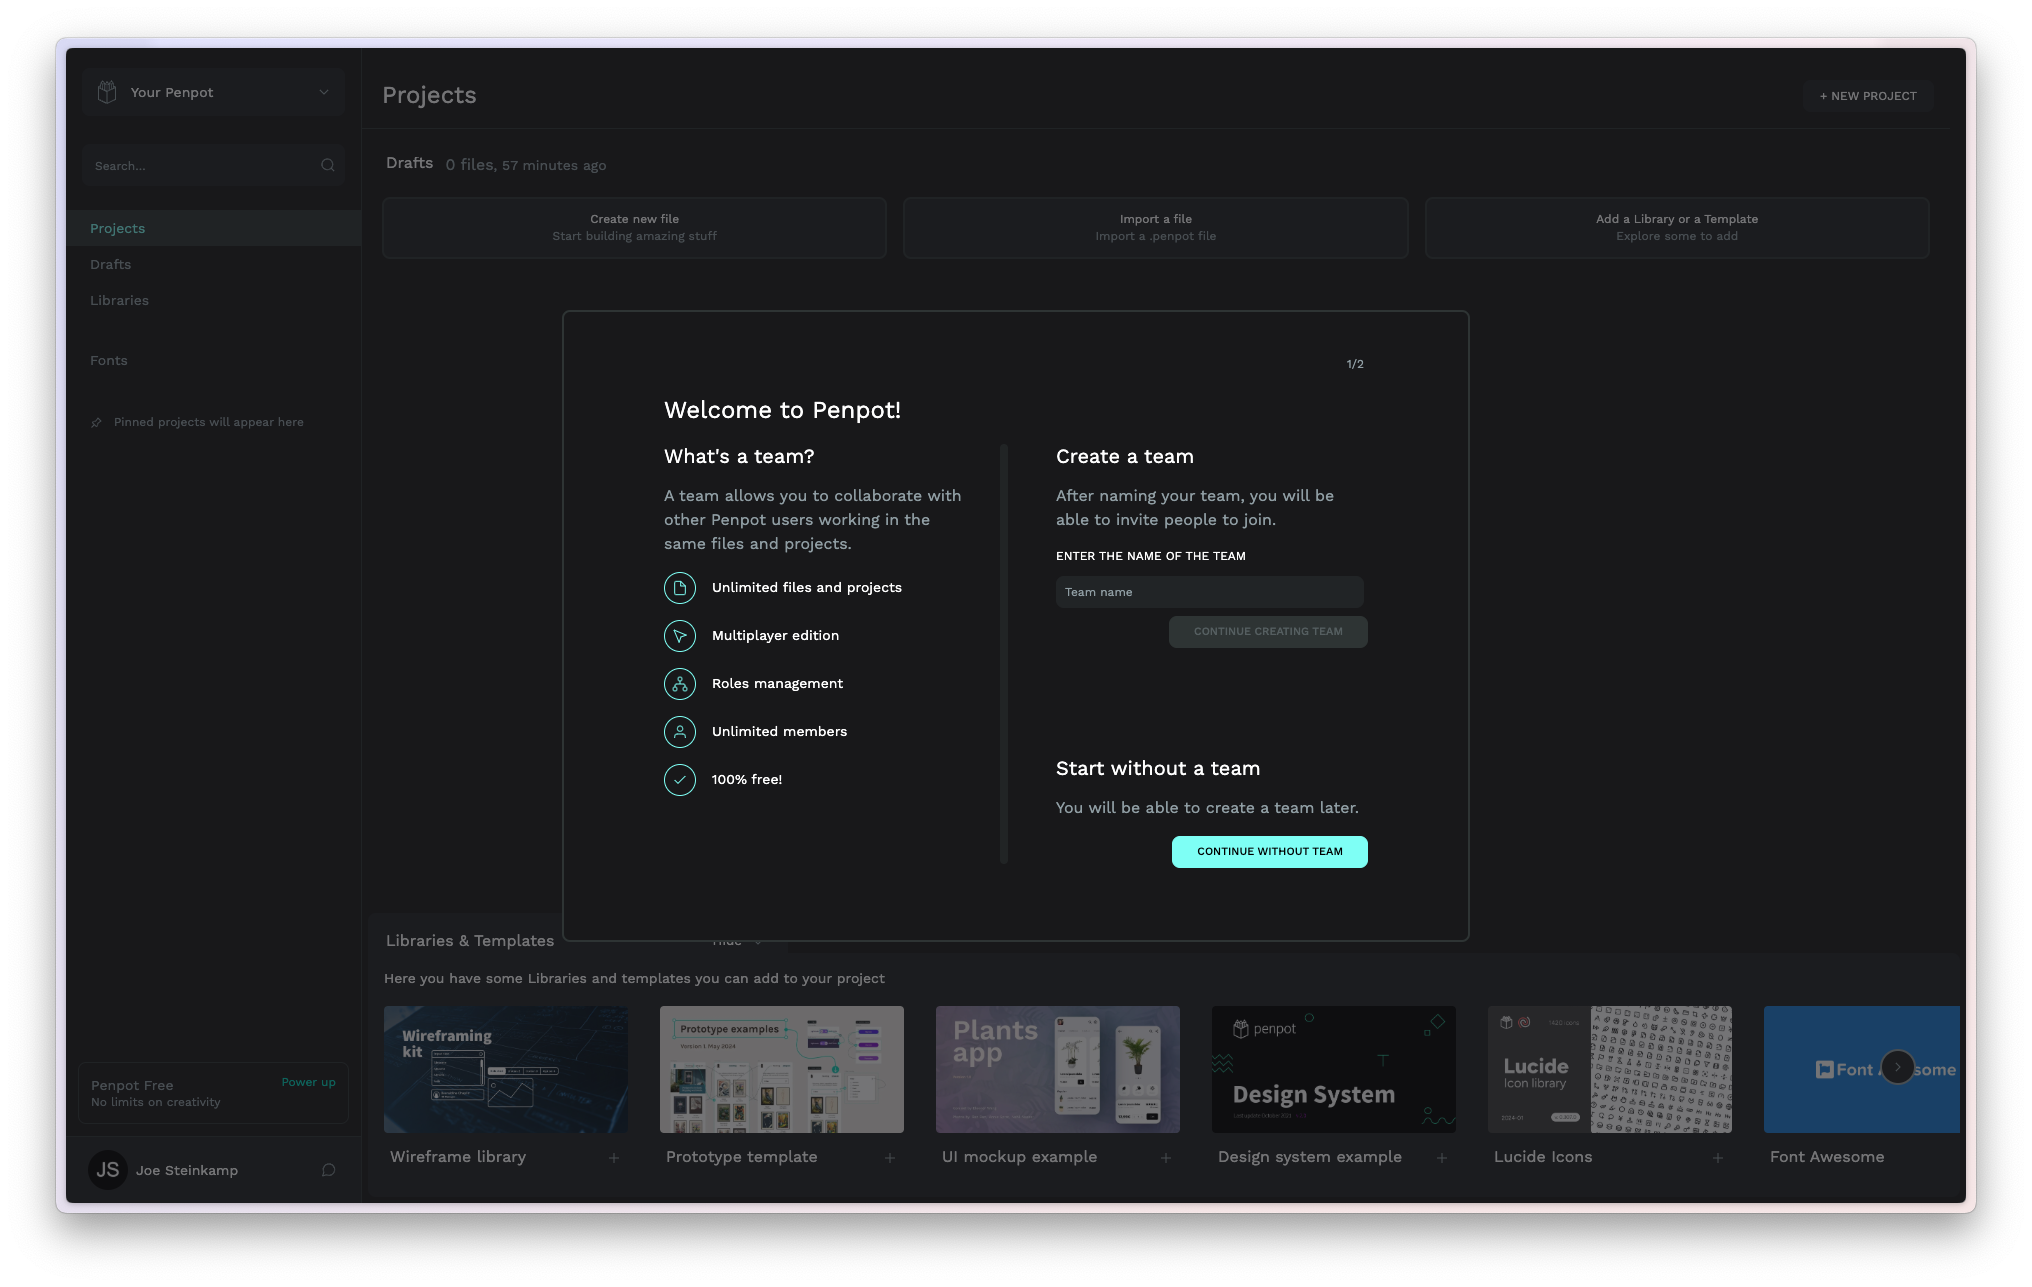 Your Penpot
Search...
Projects
Drafts
Libraries
Fonts
Pinned projects will appear here
Penpot Free
Power up
No limits on creativity
JS
Joe Steinkamp
Projects
+ NEW PROJECT
Drafts
0 files, 57 minutes ago
Create new file
Start building amazing stuff
Import a file
Import a .penpot file
Add a Library or a Template
Explore some to add
1/2
Welcome to Penpot!
What's a team?
A team allows you to collaborate with
other Penpot users working in the
same files and projects.
Unlimited files and projects
Multiplayer edition
Roles management
Unlimited members
100% free!
Create a team
After naming your team, you will be
able to invite people to join.
ENTER THE NAME OF THE TEAM
Team name
CONTINUE CREATING TEAM
Start without a team
You will be able to create a team later.
CONTINUE WITHOUT TEAM
Libraries & Templates
Hide
Here you have some Libraries and templates you can add to your project
Wireframing
kit
Prototype examples
Version 1. May 2024
Plants
app
penpot
Design System
Lucide
Icon library
2024-01
Font
Wireframe library
Prototype template
UI mockup example
Design system example
Lucide Icons
Font Awesome